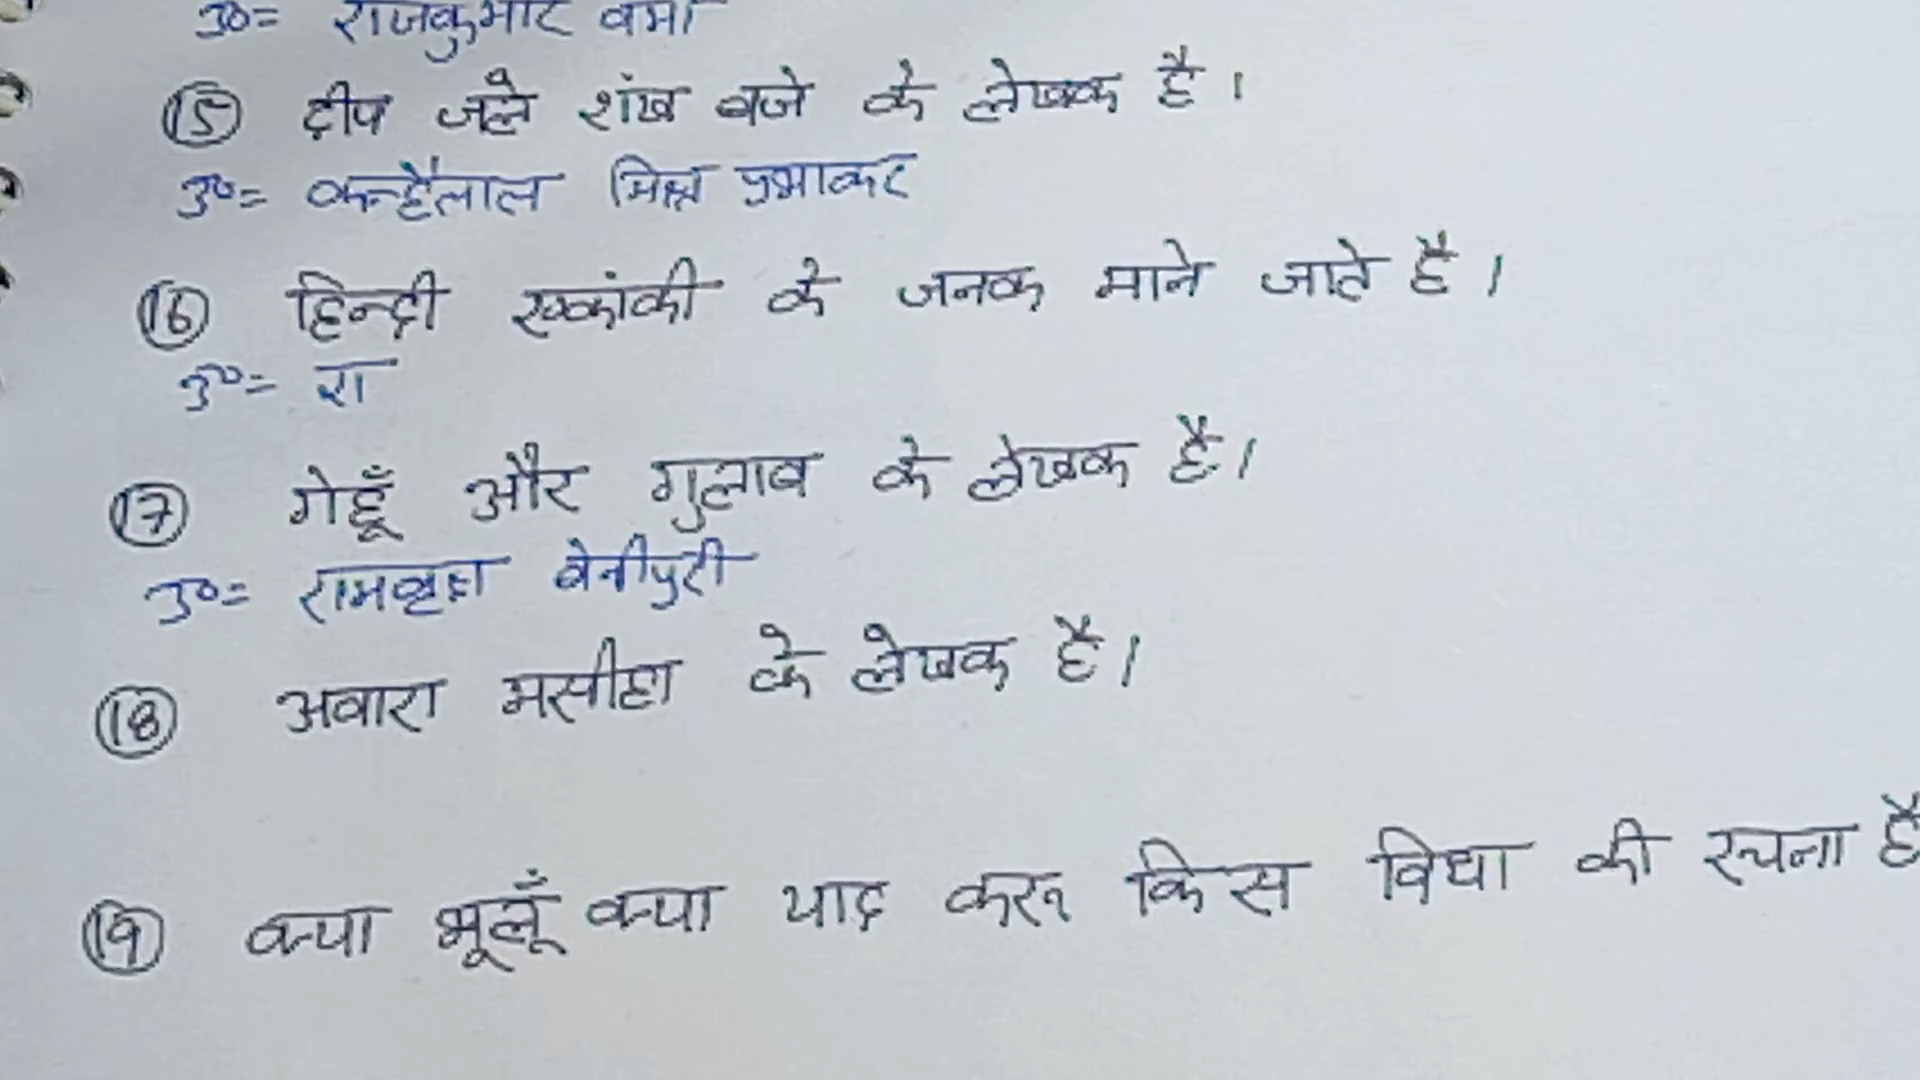 उ०= राजकुमार वर्मा
(15) दीप जले शंख बजे के लेखक है।
उ०= कन्हैलाल मिश्र प्रभाकर
(16) हिन्दी एकांकी के जनक माने जाते है।
उ०= रा
(17) गेहूँ और गुलाब के लेखक है।
उ०= रामवृक्ष बेनीपुरी
(18) अवारा मसीहा के लेखक है।
(19) क्या भूलूँ क्या याद करू किस विधा की रचना है